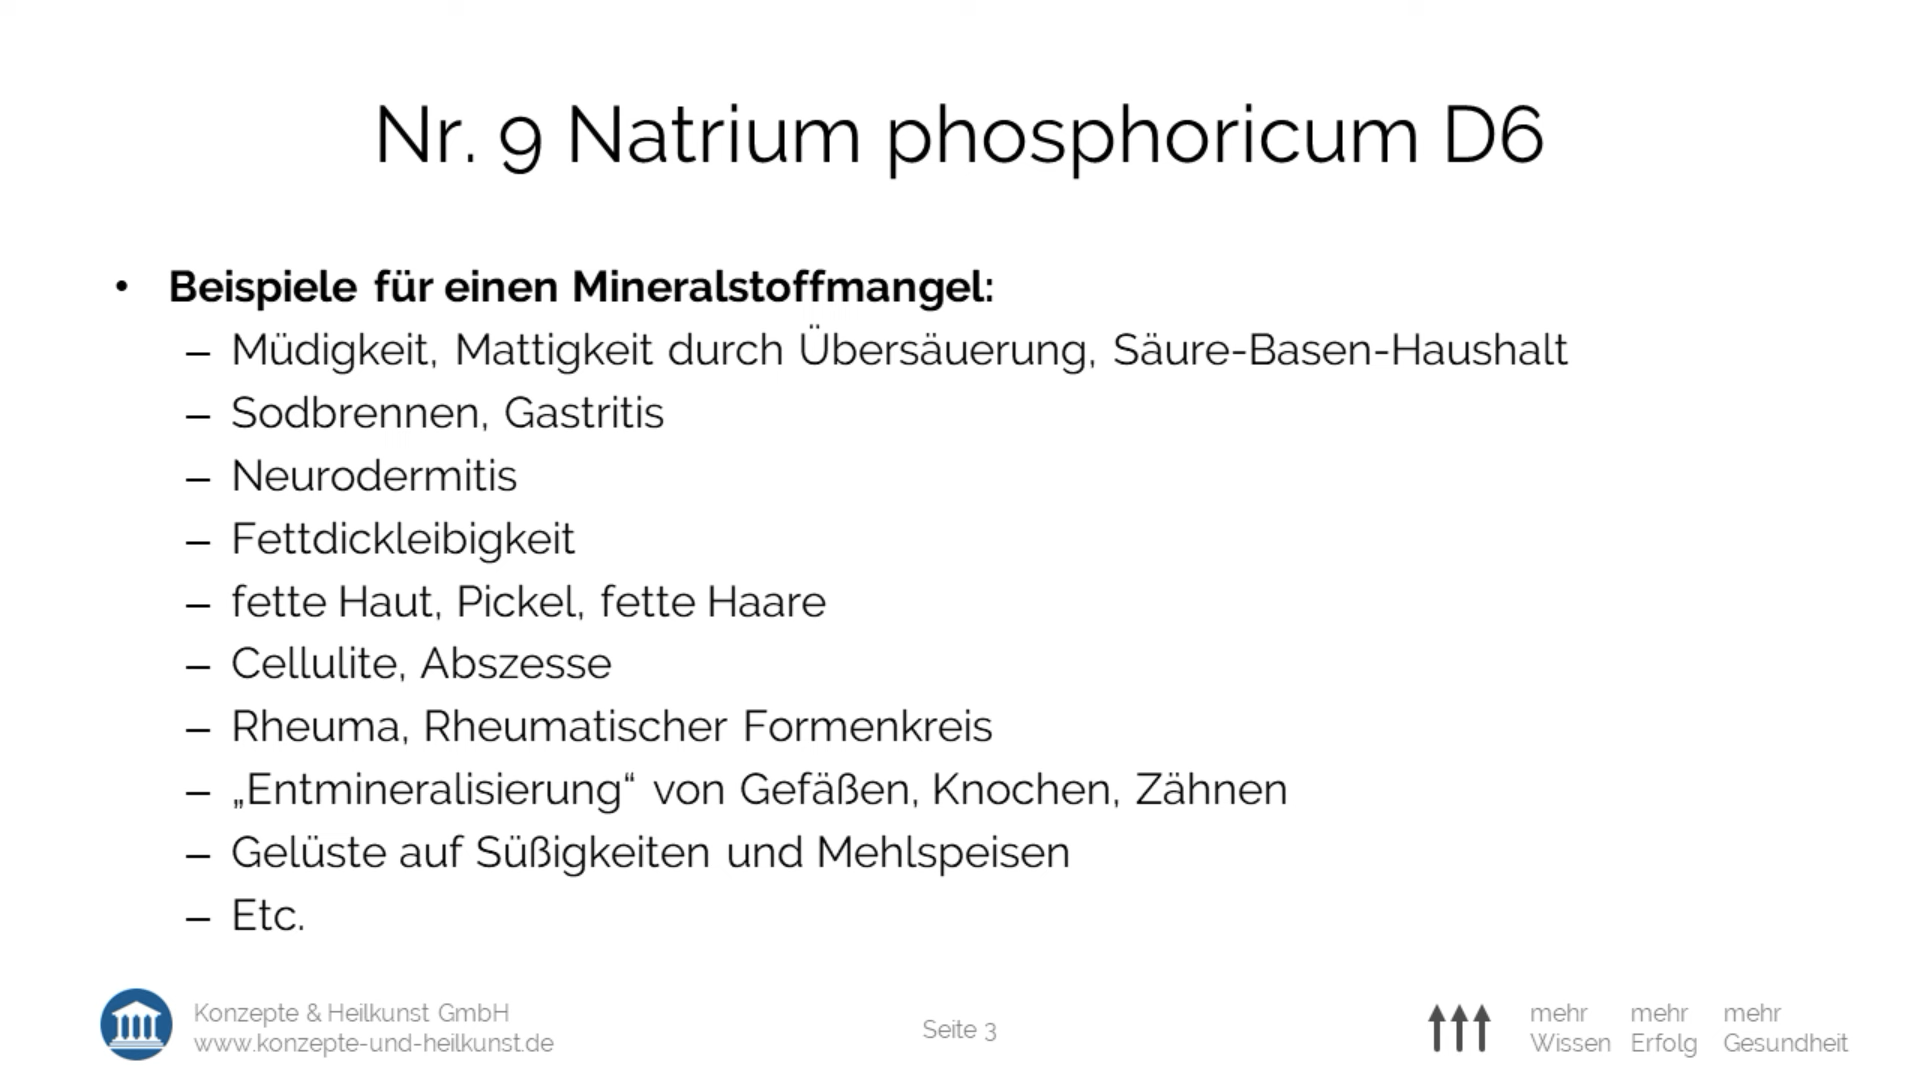 Nr. 9 Natrium phosphoricum D6
• Beispiele für einen Mineralstoffmangel:
– Müdigkeit, Mattigkeit durch Übersäuerung, Säure-Basen-Haushalt
– Sodbrennen, Gastritis
– Neurodermitis
– Fettdickleibigkeit
– fette Haut, Pickel, fette Haare
– Cellulite, Abszesse
– Rheuma, Rheumatischer Formenkreis
– „Entmineralisierung“ von Gefäßen, Knochen, Zähnen
– Gelüste auf Süßigkeiten und Mehlspeisen
– Etc.
Konzepte & Heilkunst GmbH
www.konzepte-und-heilkunst.de
Seite 3
mehr mehr mehr
Wissen Erfolg Gesundheit